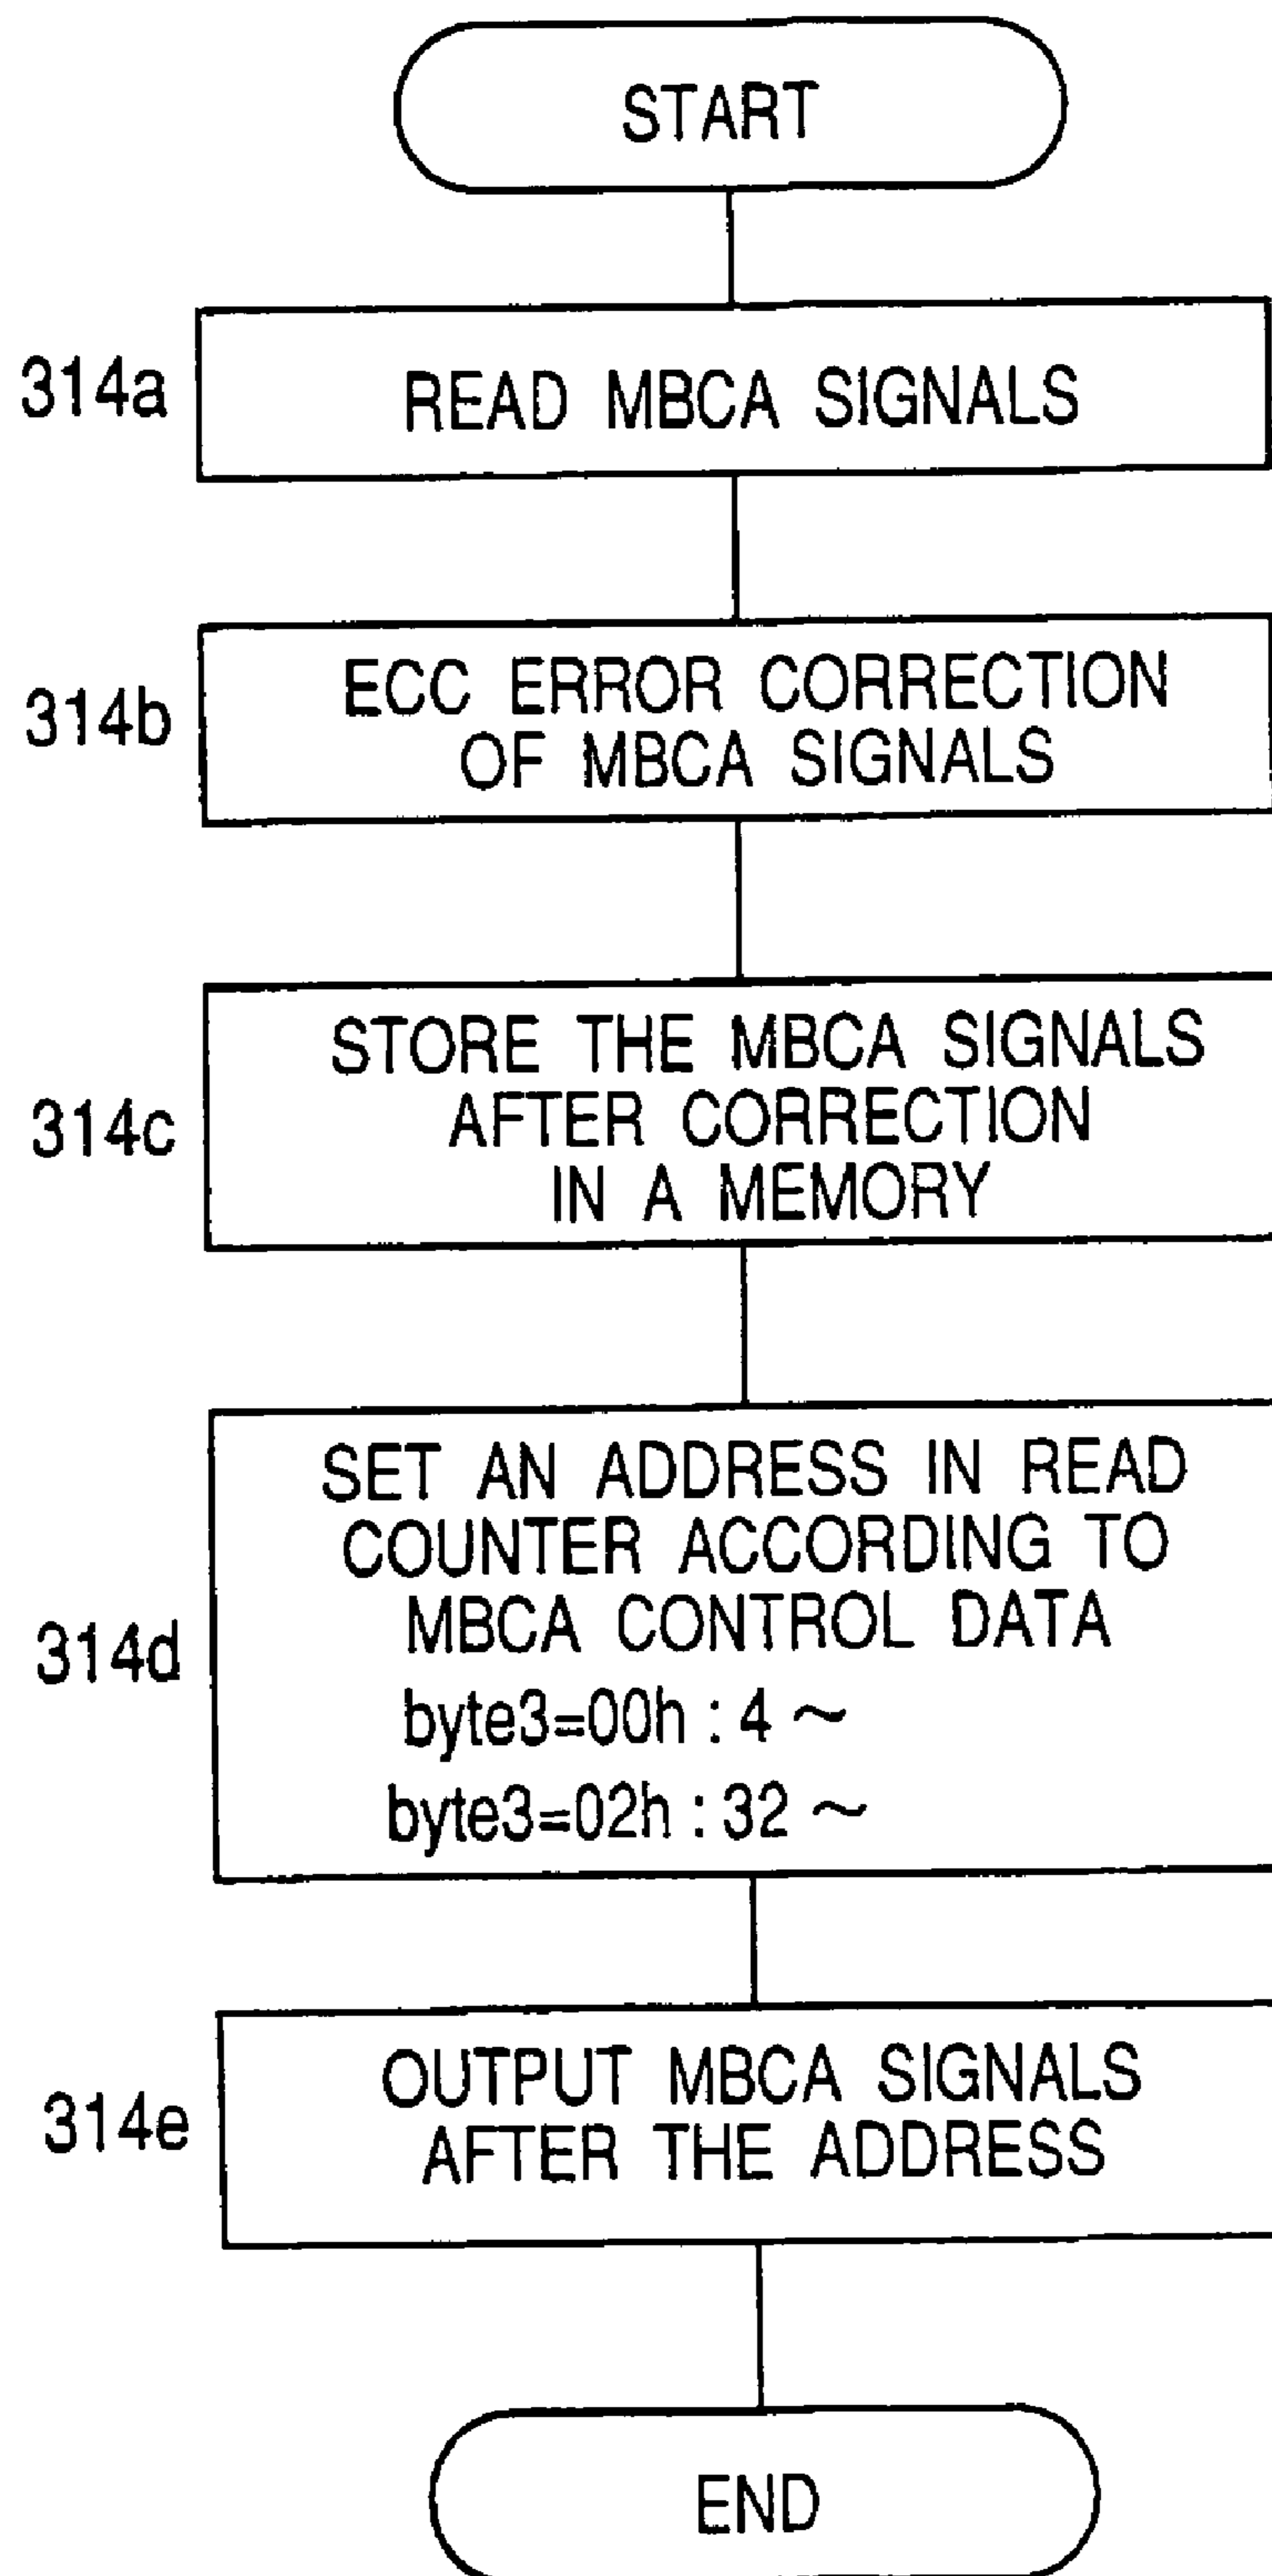 START
314a
READ MBCA SIGNALS
314b
ECC ERROR CORRECTION
OF MBCA SIGNALS
314c
STORE THE MBCA SIGNALS
AFTER CORRECTION
IN A MEMORY
314d
SET AN ADDRESS IN READ
COUNTER ACCORDING TO
MBCA CONTROL DATA
byte3=00h : 4 ~
byte3=02h : 32 ~
314e
OUTPUT MBCA SIGNALS
AFTER THE ADDRESS
END